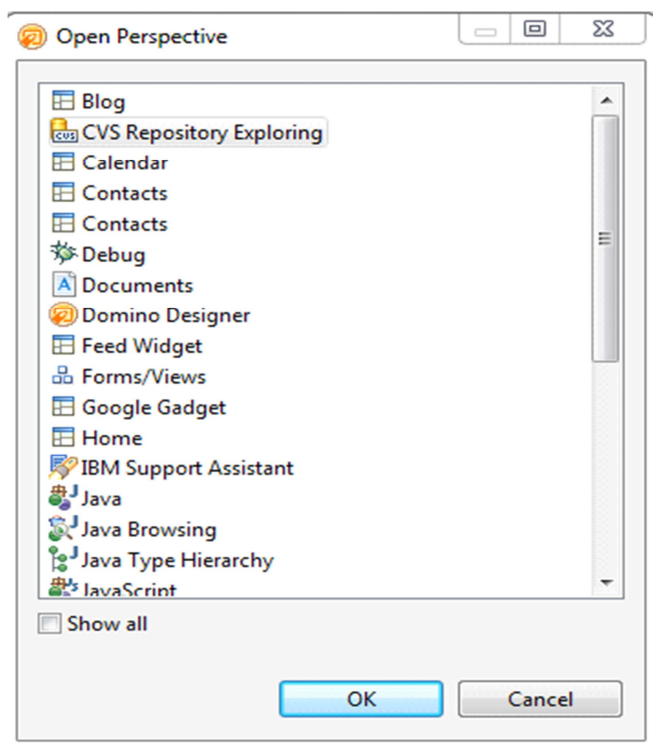 Open Perspective
Blog
CVS Repository Exploring
Calendar
Contacts
Contacts
Debug
Documents
Domino Designer
Feed Widget
Forms/Views
Google Gadget
Home
IBM Support Assistant
Java
Java Browsing
Java Type Hierarchy
JavaScript
Show all
OK Cancel